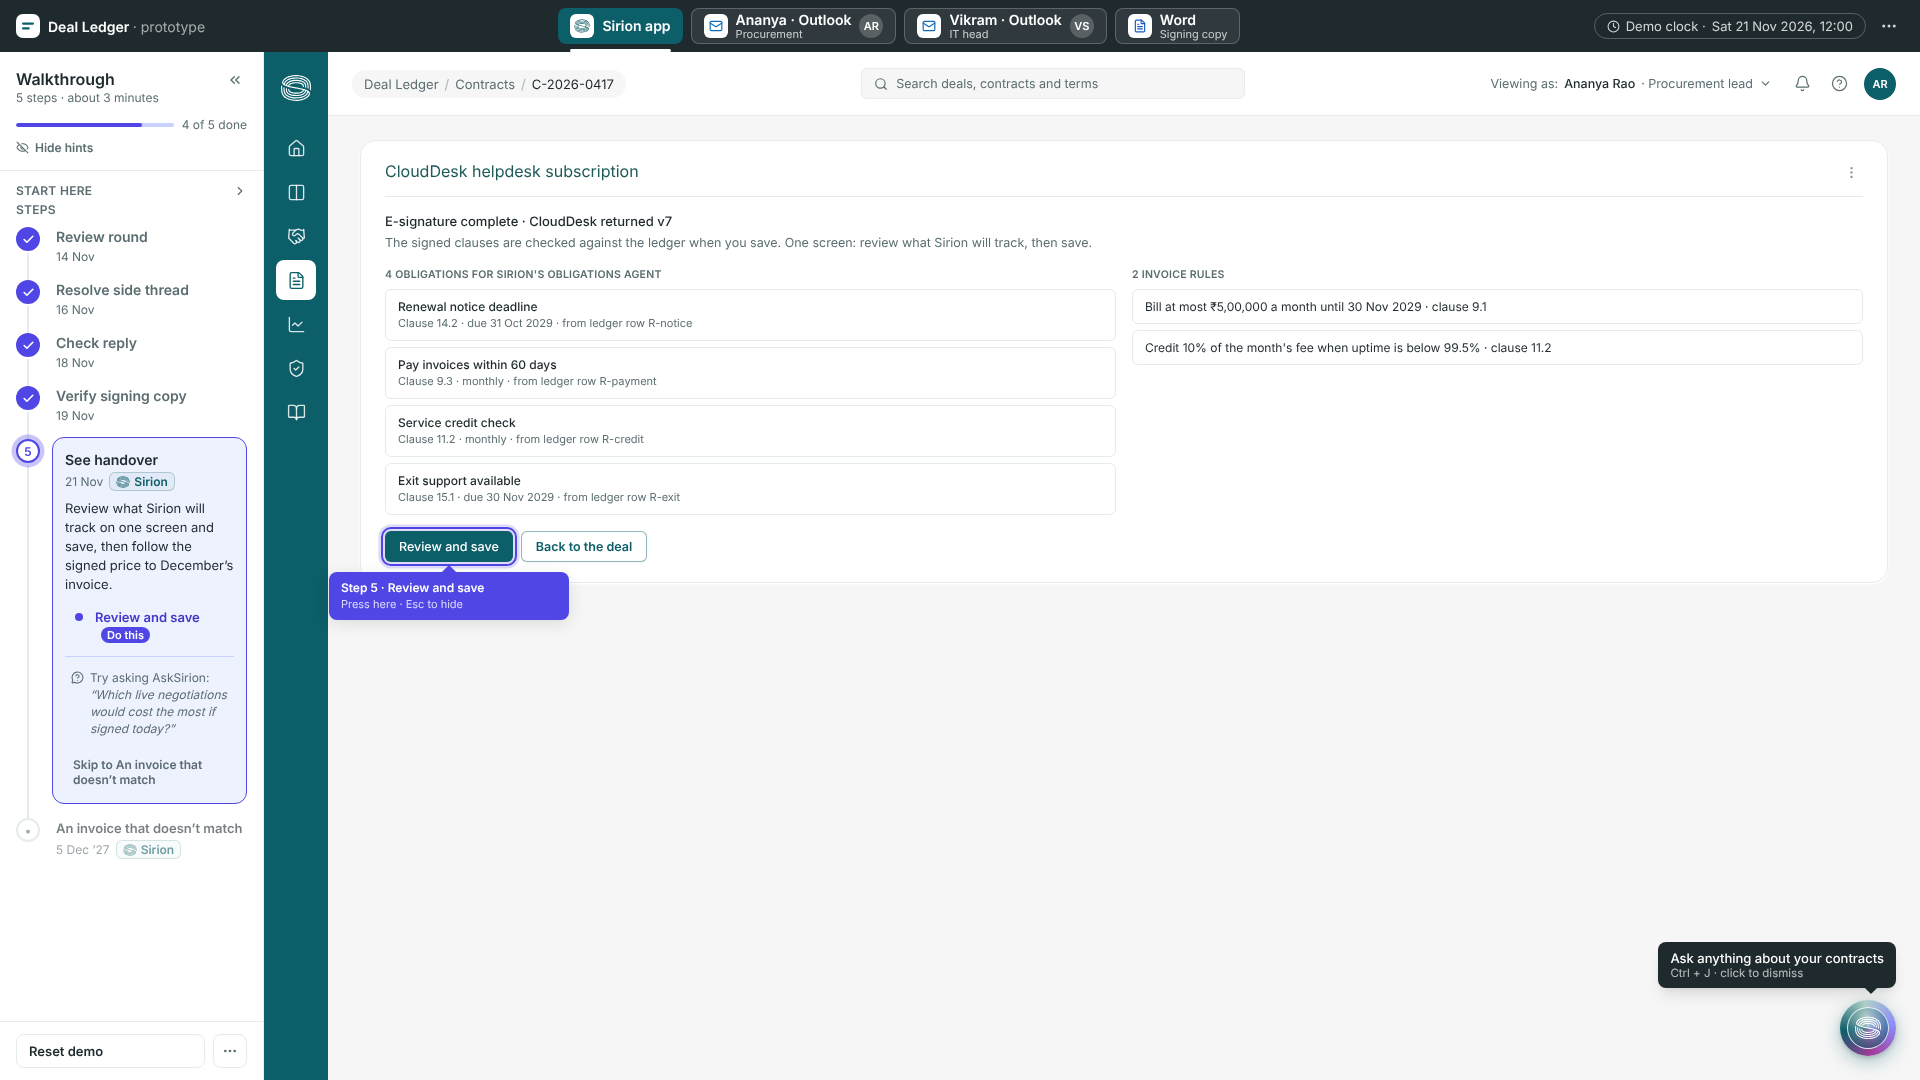 Deal Ledger · prototype
Sirion app
Ananya · Outlook
Procurement
AR
Vikram · Outlook
IT head
VS
Word
Signing copy
Demo clock · Sat 21 Nov 2026, 12:00
Walkthrough
5 steps · about 3 minutes
4 of 5 done
Hide hints
START HERE
STEPS
Review round
14 Nov
Resolve side thread
16 Nov
Check reply
18 Nov
Verify signing copy
19 Nov
5
See handover
21 Nov Sirion
Review what Sirion will
track on one screen and
save, then follow the
signed price to December’s
invoice.
Review and save
Do this
Try asking AskSirion:
“Which live negotiations
would cost the most if
signed today?”
Skip to An invoice that
doesn’t match
An invoice that doesn’t match
5 Dec ’27 Sirion
Reset demo
Deal Ledger / Contracts / C-2026-0417
Search deals, contracts and terms
Viewing as: Ananya Rao · Procurement lead
AR
CloudDesk helpdesk subscription
E-signature complete · CloudDesk returned v7
The signed clauses are checked against the ledger when you save. One screen: review what Sirion will track, then save.
4 OBLIGATIONS FOR SIRION'S OBLIGATIONS AGENT
Renewal notice deadline
Clause 14.2 · due 31 Oct 2029 · from ledger row R-notice
Pay invoices within 60 days
Clause 9.3 · monthly · from ledger row R-payment
Service credit check
Clause 11.2 · monthly · from ledger row R-credit
Exit support available
Clause 15.1 · due 30 Nov 2029 · from ledger row R-exit
2 INVOICE RULES
Bill at most ₹5,00,000 a month until 30 Nov 2029 · clause 9.1
Credit 10% of the month's fee when uptime is below 99.5% · clause 11.2
Review and save
Back to the deal
Step 5 · Review and save
Press here · Esc to hide
Ask anything about your contracts
Ctrl + J · click to dismiss